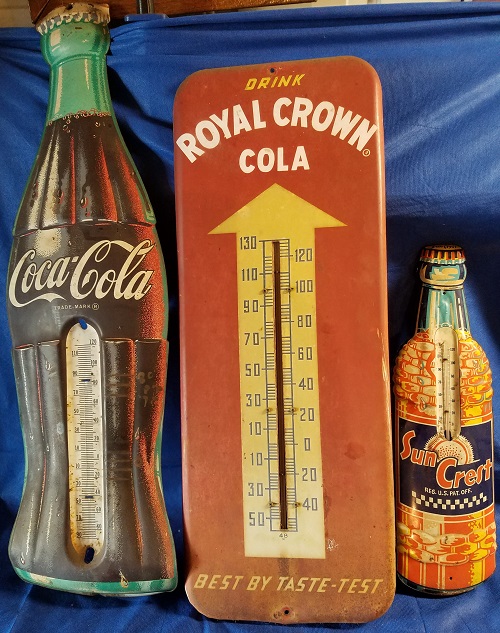 Coca-Cola
TRADE-MARK ®
DRINK
ROYAL CROWN
COLA
130
120
110
100
90
80
70
60
50
40
30
20
10
0
10
20
30
40
50
BEST BY TASTE-TEST
Sun Crest
REG. U.S. PAT. OFF.